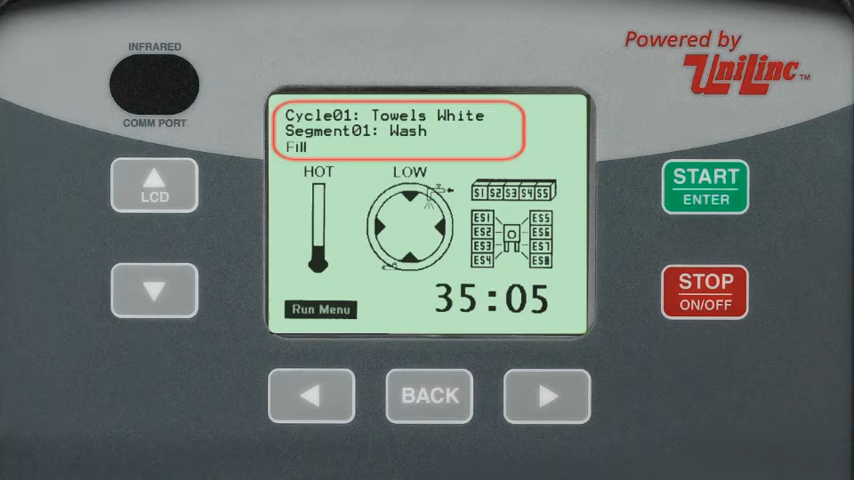 INFRARED
COMM PORT
Powered by
UniLinc™
Cycle01: Towels White
Segment01: Wash
Fill
HOT
LOW
S1 S2 S3 S4 S5
ES1 ES5
ES2 ES6
ES3 ES7
ES4 ES8
35:05
Run Menu
LCD
START
ENTER
STOP
ON/OFF
BACK